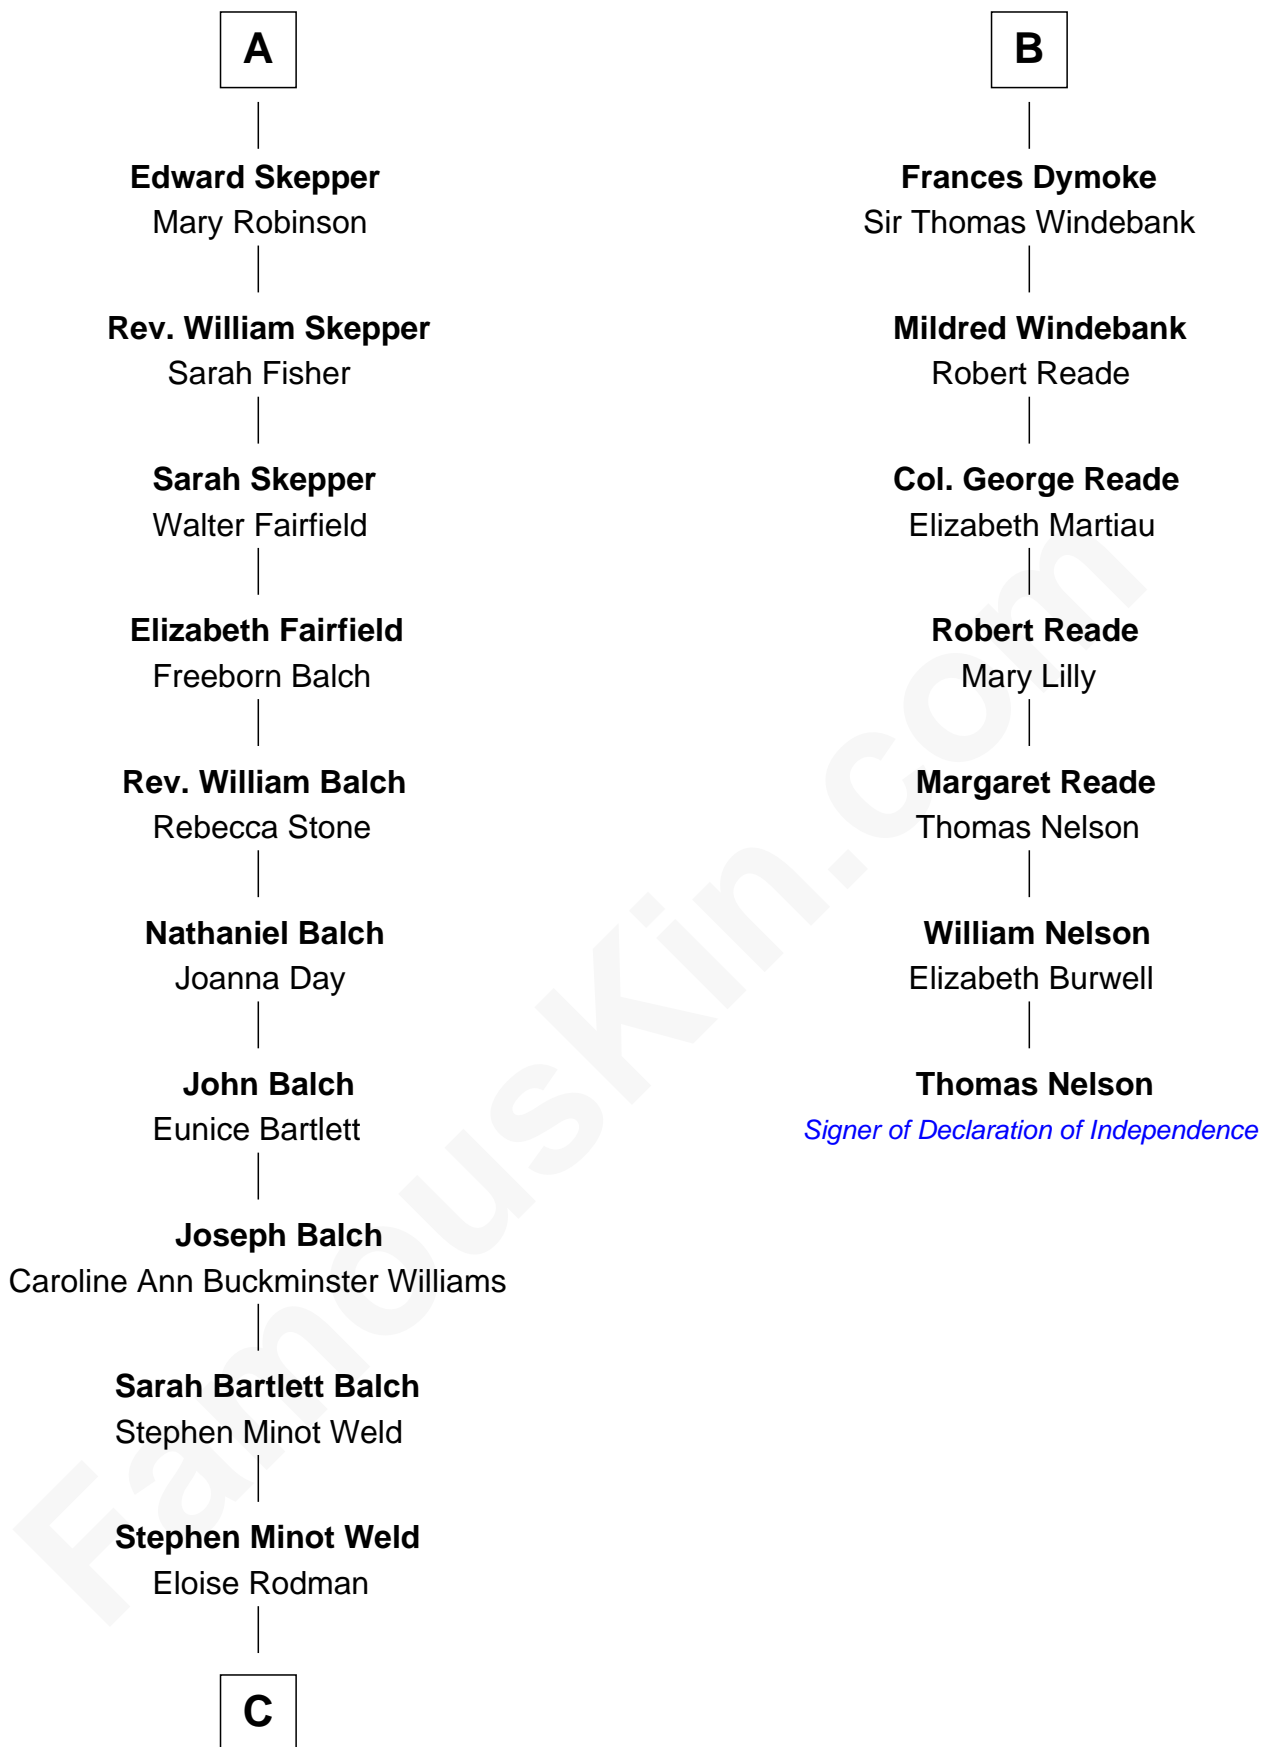 A
Edward Skepper
Mary Robinson
Rev. William Skepper
Sarah Fisher
Sarah Skepper
Walter Fairfield
Elizabeth Fairfield
Freeborn Balch
Rev. William Balch
Rebecca Stone
Nathaniel Balch
Joanna Day
John Balch
Eunice Bartlett
Joseph Balch
Caroline Ann Buckminster Williams
Sarah Bartlett Balch
Stephen Minot Weld
Stephen Minot Weld
Eloise Rodman
C
B
Frances Dymoke
Sir Thomas Windebank
Mildred Windebank
Robert Reade
Col. George Reade
Elizabeth Martiau
Robert Reade
Mary Lilly
Margaret Reade
Thomas Nelson
William Nelson
Elizabeth Burwell
Thomas Nelson
Signer of Declaration of Independence
FamousKin.com